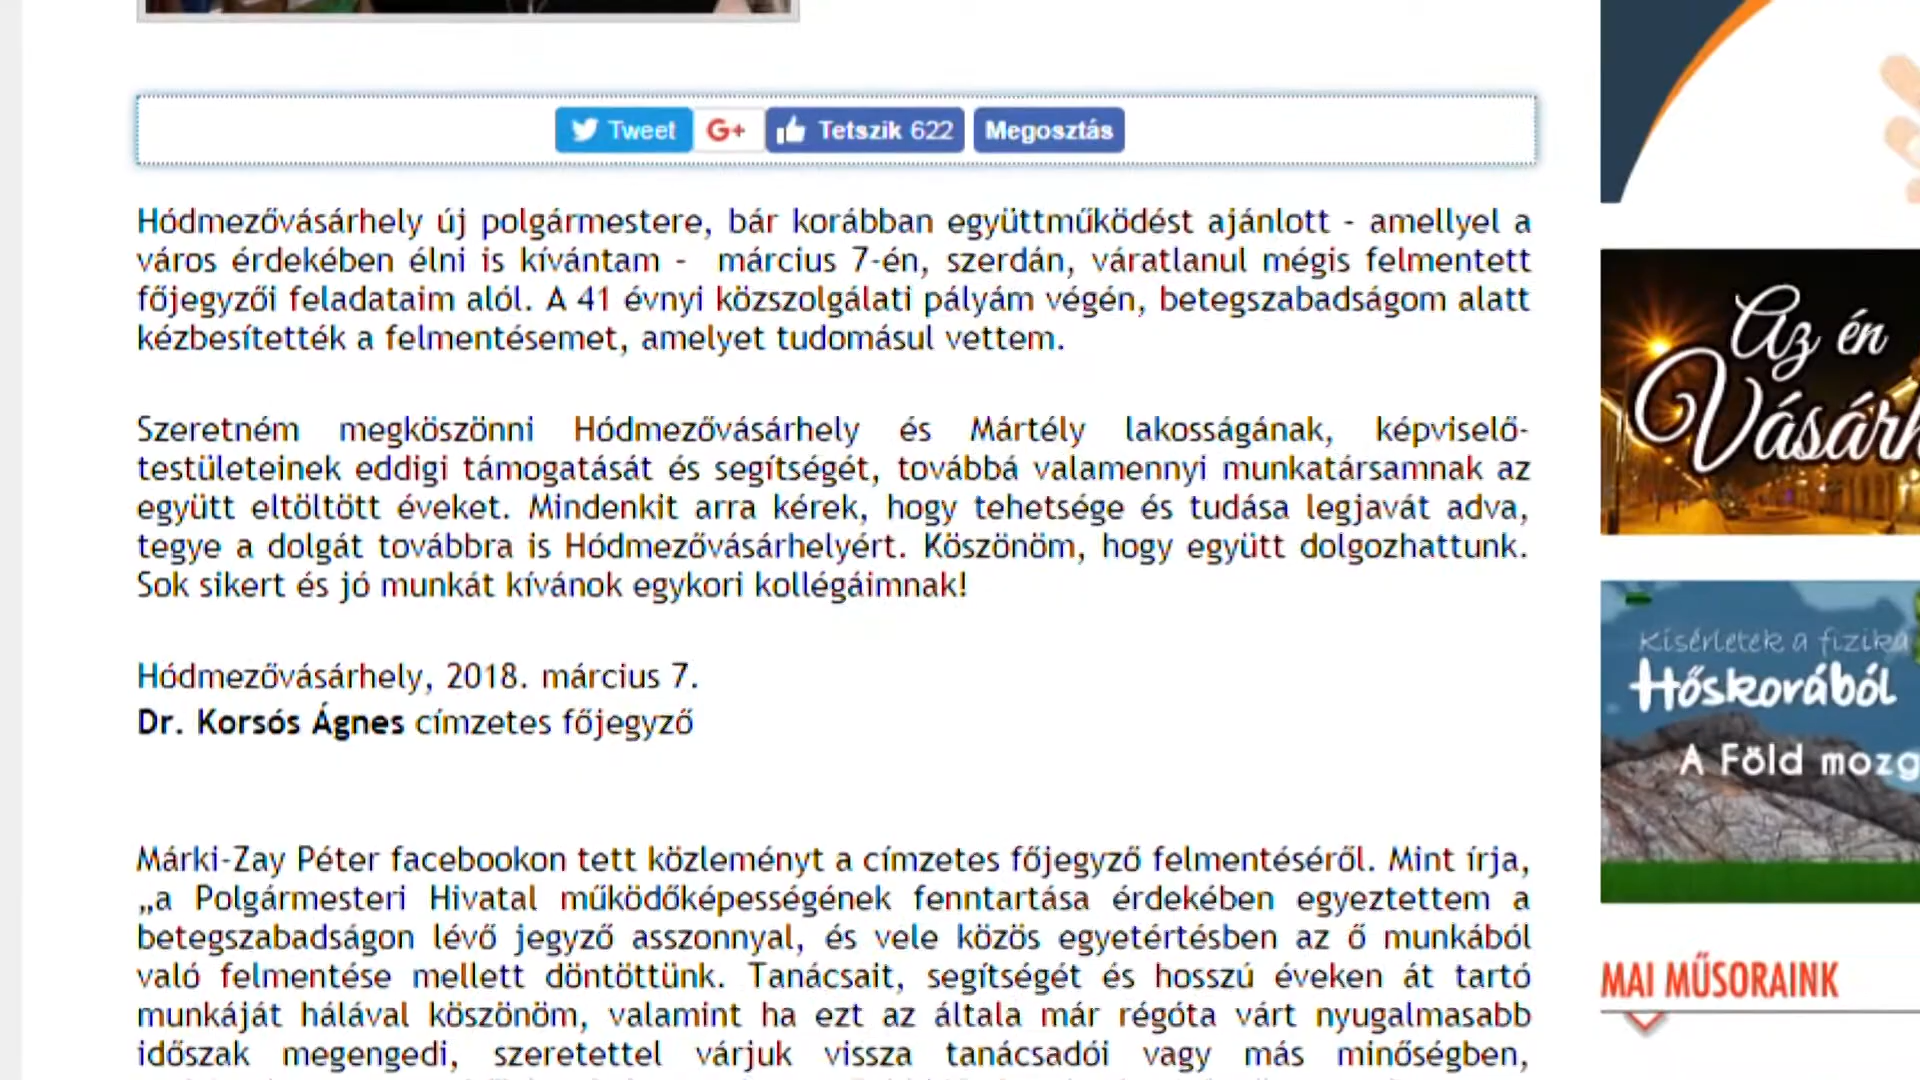 Tweet
G+
Tetszik 622
Megosztás
Hódmezővásárhely új polgármestere, bár korábban együttműködést ajánlott - amellyel a
város érdekében élni is kívántam - március 7-én, szerdán, váratlanul mégis felmentett
főjegyzői feladataim alól. A 41 évnyi közszolgálati pályám végén, betegszabadságom alatt
kézbesítették a felmentésemet, amelyet tudomásul vettem.
Szeretném megköszönni Hódmezővásárhely és Mártély lakosságának, képviselő-
testületeinek eddigi támogatását és segítségét, továbbá valamennyi munkatársamnak az
együtt eltöltött éveket. Mindenkit arra kérek, hogy tehetsége és tudása legjavát adva,
tegye a dolgát továbbra is Hódmezővásárhelyért. Köszönöm, hogy együtt dolgozhattunk.
Sok sikert és jó munkát kívánok egykori kollégáimnak!
Hódmezővásárhely, 2018. március 7.
Dr. Korsós Ágnes címzetes főjegyző
Márki-Zay Péter facebookon tett közleményt a címzetes főjegyző felmentéséről. Mint írja,
„a Polgármesteri Hivatal működőképességének fenntartása érdekében egyeztettem a
betegszabadságon lévő jegyző asszonnyal, és vele közös egyetértésben az ő munkából
való felmentése mellett döntöttünk. Tanácsait, segítségét és hosszú éveken át tartó
munkáját hálával köszönöm, valamint ha ezt az általa már régóta várt nyugalmasabb
időszak megengedi, szeretettel várjuk vissza tanácsadói vagy más minőségben,
Az én
Vásárh
Kísérletek a fizika
Hőskorából
A Föld mozg
MAI MŰSORAINK